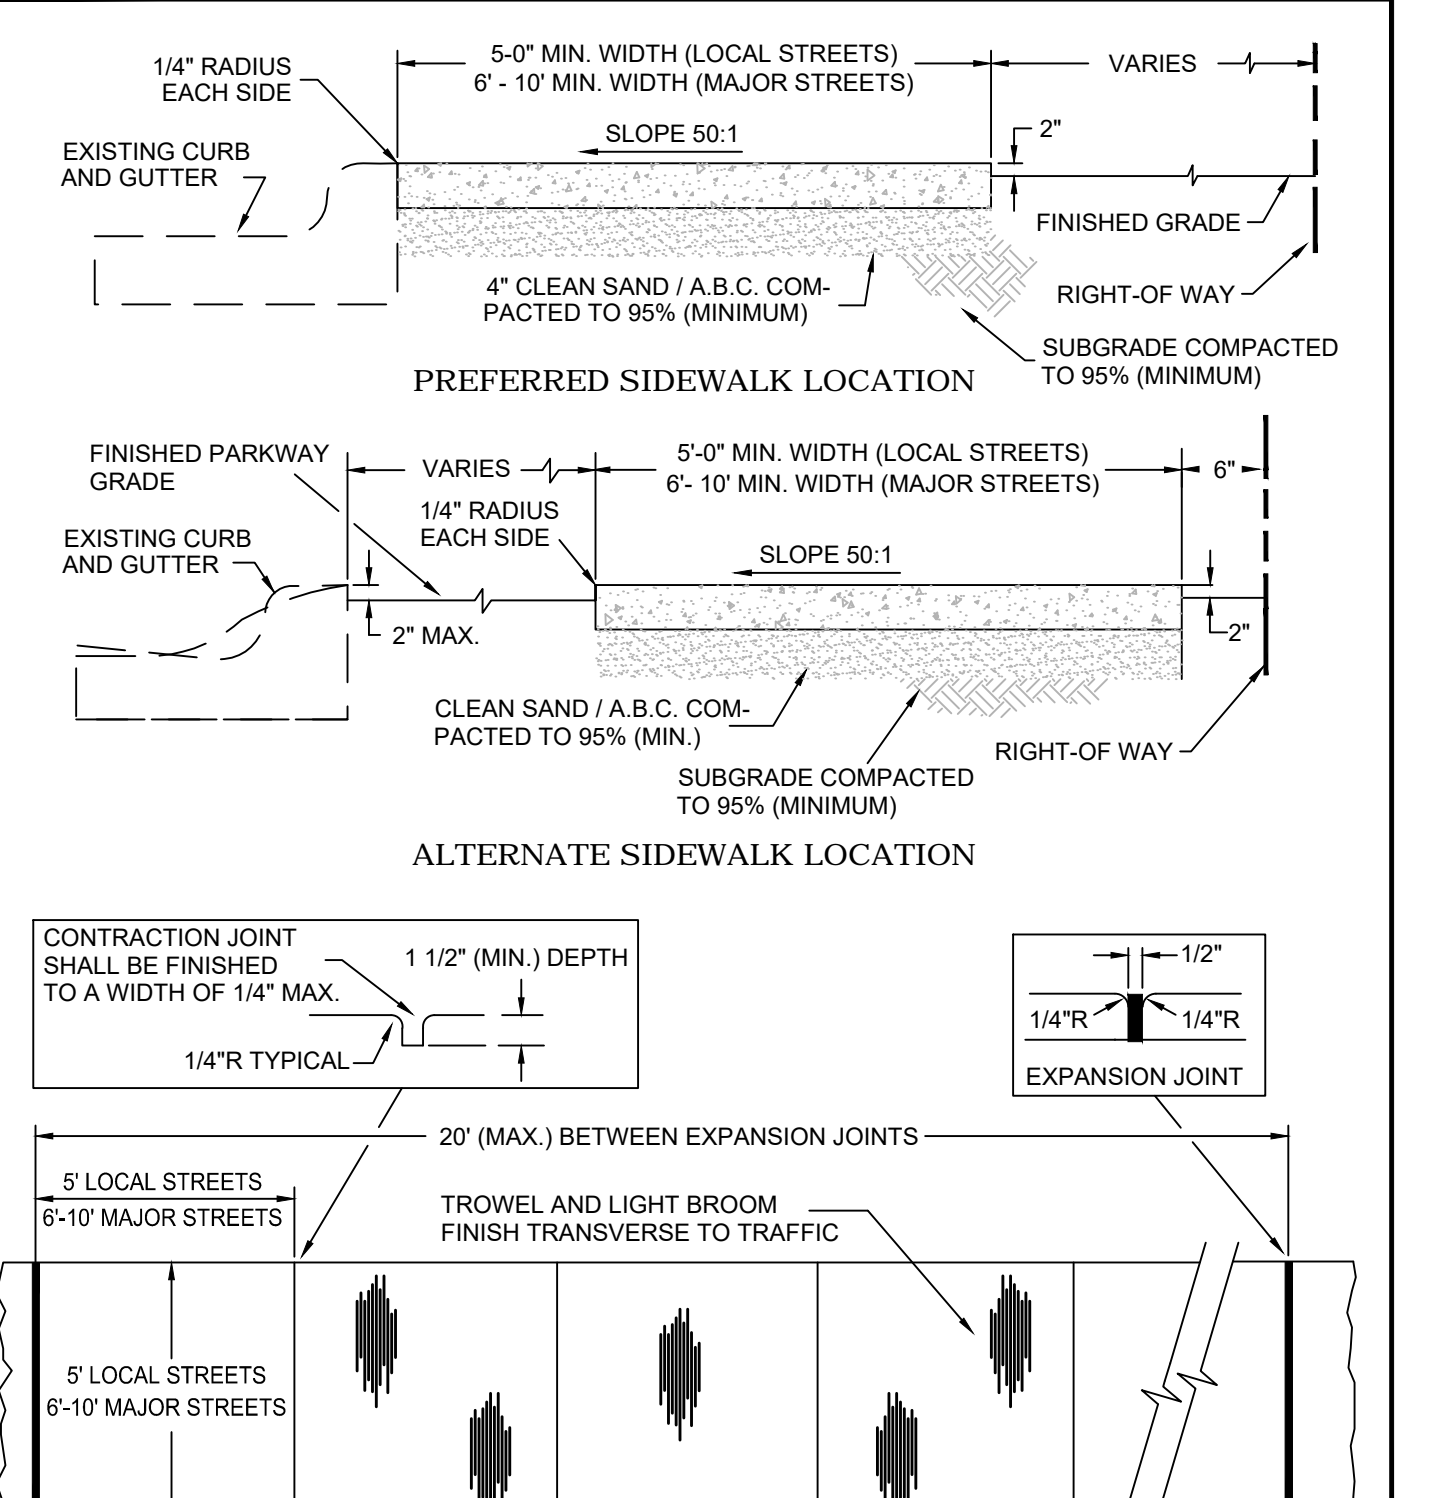 5-0" MIN. WIDTH (LOCAL STREETS)
6' - 10' MIN. WIDTH (MAJOR STREETS)
VARIES
1/4" RADIUS
EACH SIDE
SLOPE 50:1
2"
EXISTING CURB
AND GUTTER
FINISHED GRADE
4" CLEAN SAND / A.B.C. COM-
PACTED TO 95% (MINIMUM)
RIGHT-OF WAY
SUBGRADE COMPACTED
TO 95% (MINIMUM)
PREFERRED SIDEWALK LOCATION
FINISHED PARKWAY
GRADE
VARIES
5'-0" MIN. WIDTH (LOCAL STREETS)
6'- 10' MIN. WIDTH (MAJOR STREETS)
6"
1/4" RADIUS
EACH SIDE
EXISTING CURB
AND GUTTER
SLOPE 50:1
2" MAX.
2"
CLEAN SAND / A.B.C. COM-
PACTED TO 95% (MIN.)
RIGHT-OF WAY
SUBGRADE COMPACTED
TO 95% (MINIMUM)
ALTERNATE SIDEWALK LOCATION
CONTRACTION JOINT
SHALL BE FINISHED
TO A WIDTH OF 1/4" MAX.
1 1/2" (MIN.) DEPTH
1/4"R TYPICAL
1/2"
1/4"R
1/4"R
EXPANSION JOINT
20' (MAX.) BETWEEN EXPANSION JOINTS
5' LOCAL STREETS
6'-10' MAJOR STREETS
TROWEL AND LIGHT BROOM
FINISH TRANSVERSE TO TRAFFIC
5' LOCAL STREETS
6'-10' MAJOR STREETS